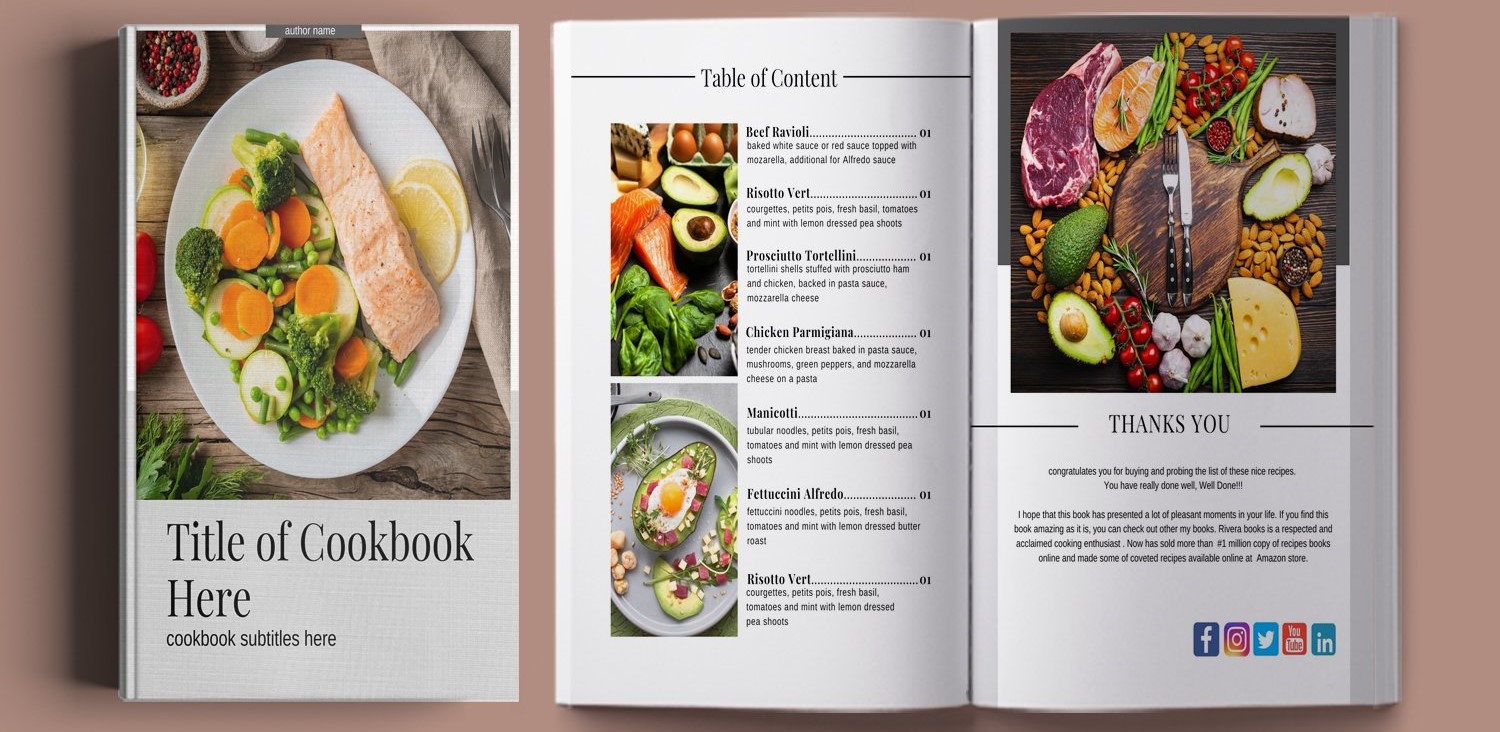 author name
Title of Cookbook
Here
cookbook subtitles here
Table of Content
Beef Ravioli.................................. 01
baked white sauce or red sauce topped with
mozarella, additional for Alfredo sauce
Risotto Vert.................................. 01
courgettes, petits pois, fresh basil, tomatoes
and mint with lemon dressed pea shoots
Prosciutto Tortellini................... 01
tortellini shells stuffed with prosciutto ham
and chicken, backed in pasta sauce,
mozzarella cheese
Chicken Parmigiana.................... 01
tender chicken breast baked in pasta sauce,
mushrooms, green peppers, and mozzarella
cheese on a pasta
Manicotti...................................... 01
tubular noodles, petits pois, fresh basil,
tomatoes and mint with lemon dressed pea
shoots
Fettuccini Alfredo....................... 01
fettuccini noodles, petits pois, fresh basil,
tomatoes and mint with lemon dressed butter
roast
Risotto Vert.................................. 01
courgettes, petits pois, fresh basil,
tomatoes and mint with lemon dressed
pea shoots
THANKS YOU
congratulates you for buying and probing the list of these nice recipes.
You have really done well, Well Done!!!
I hope that this book has presented a lot of pleasant moments in your life. If you find this
book amazing as it is, you can check out other my books. Rivera books is a respected and
acclaimed cooking enthusiast . Now has sold more than #1 million copy of recipes books
online and made some of coveted recipes available online at Amazon store.
f You Tube in